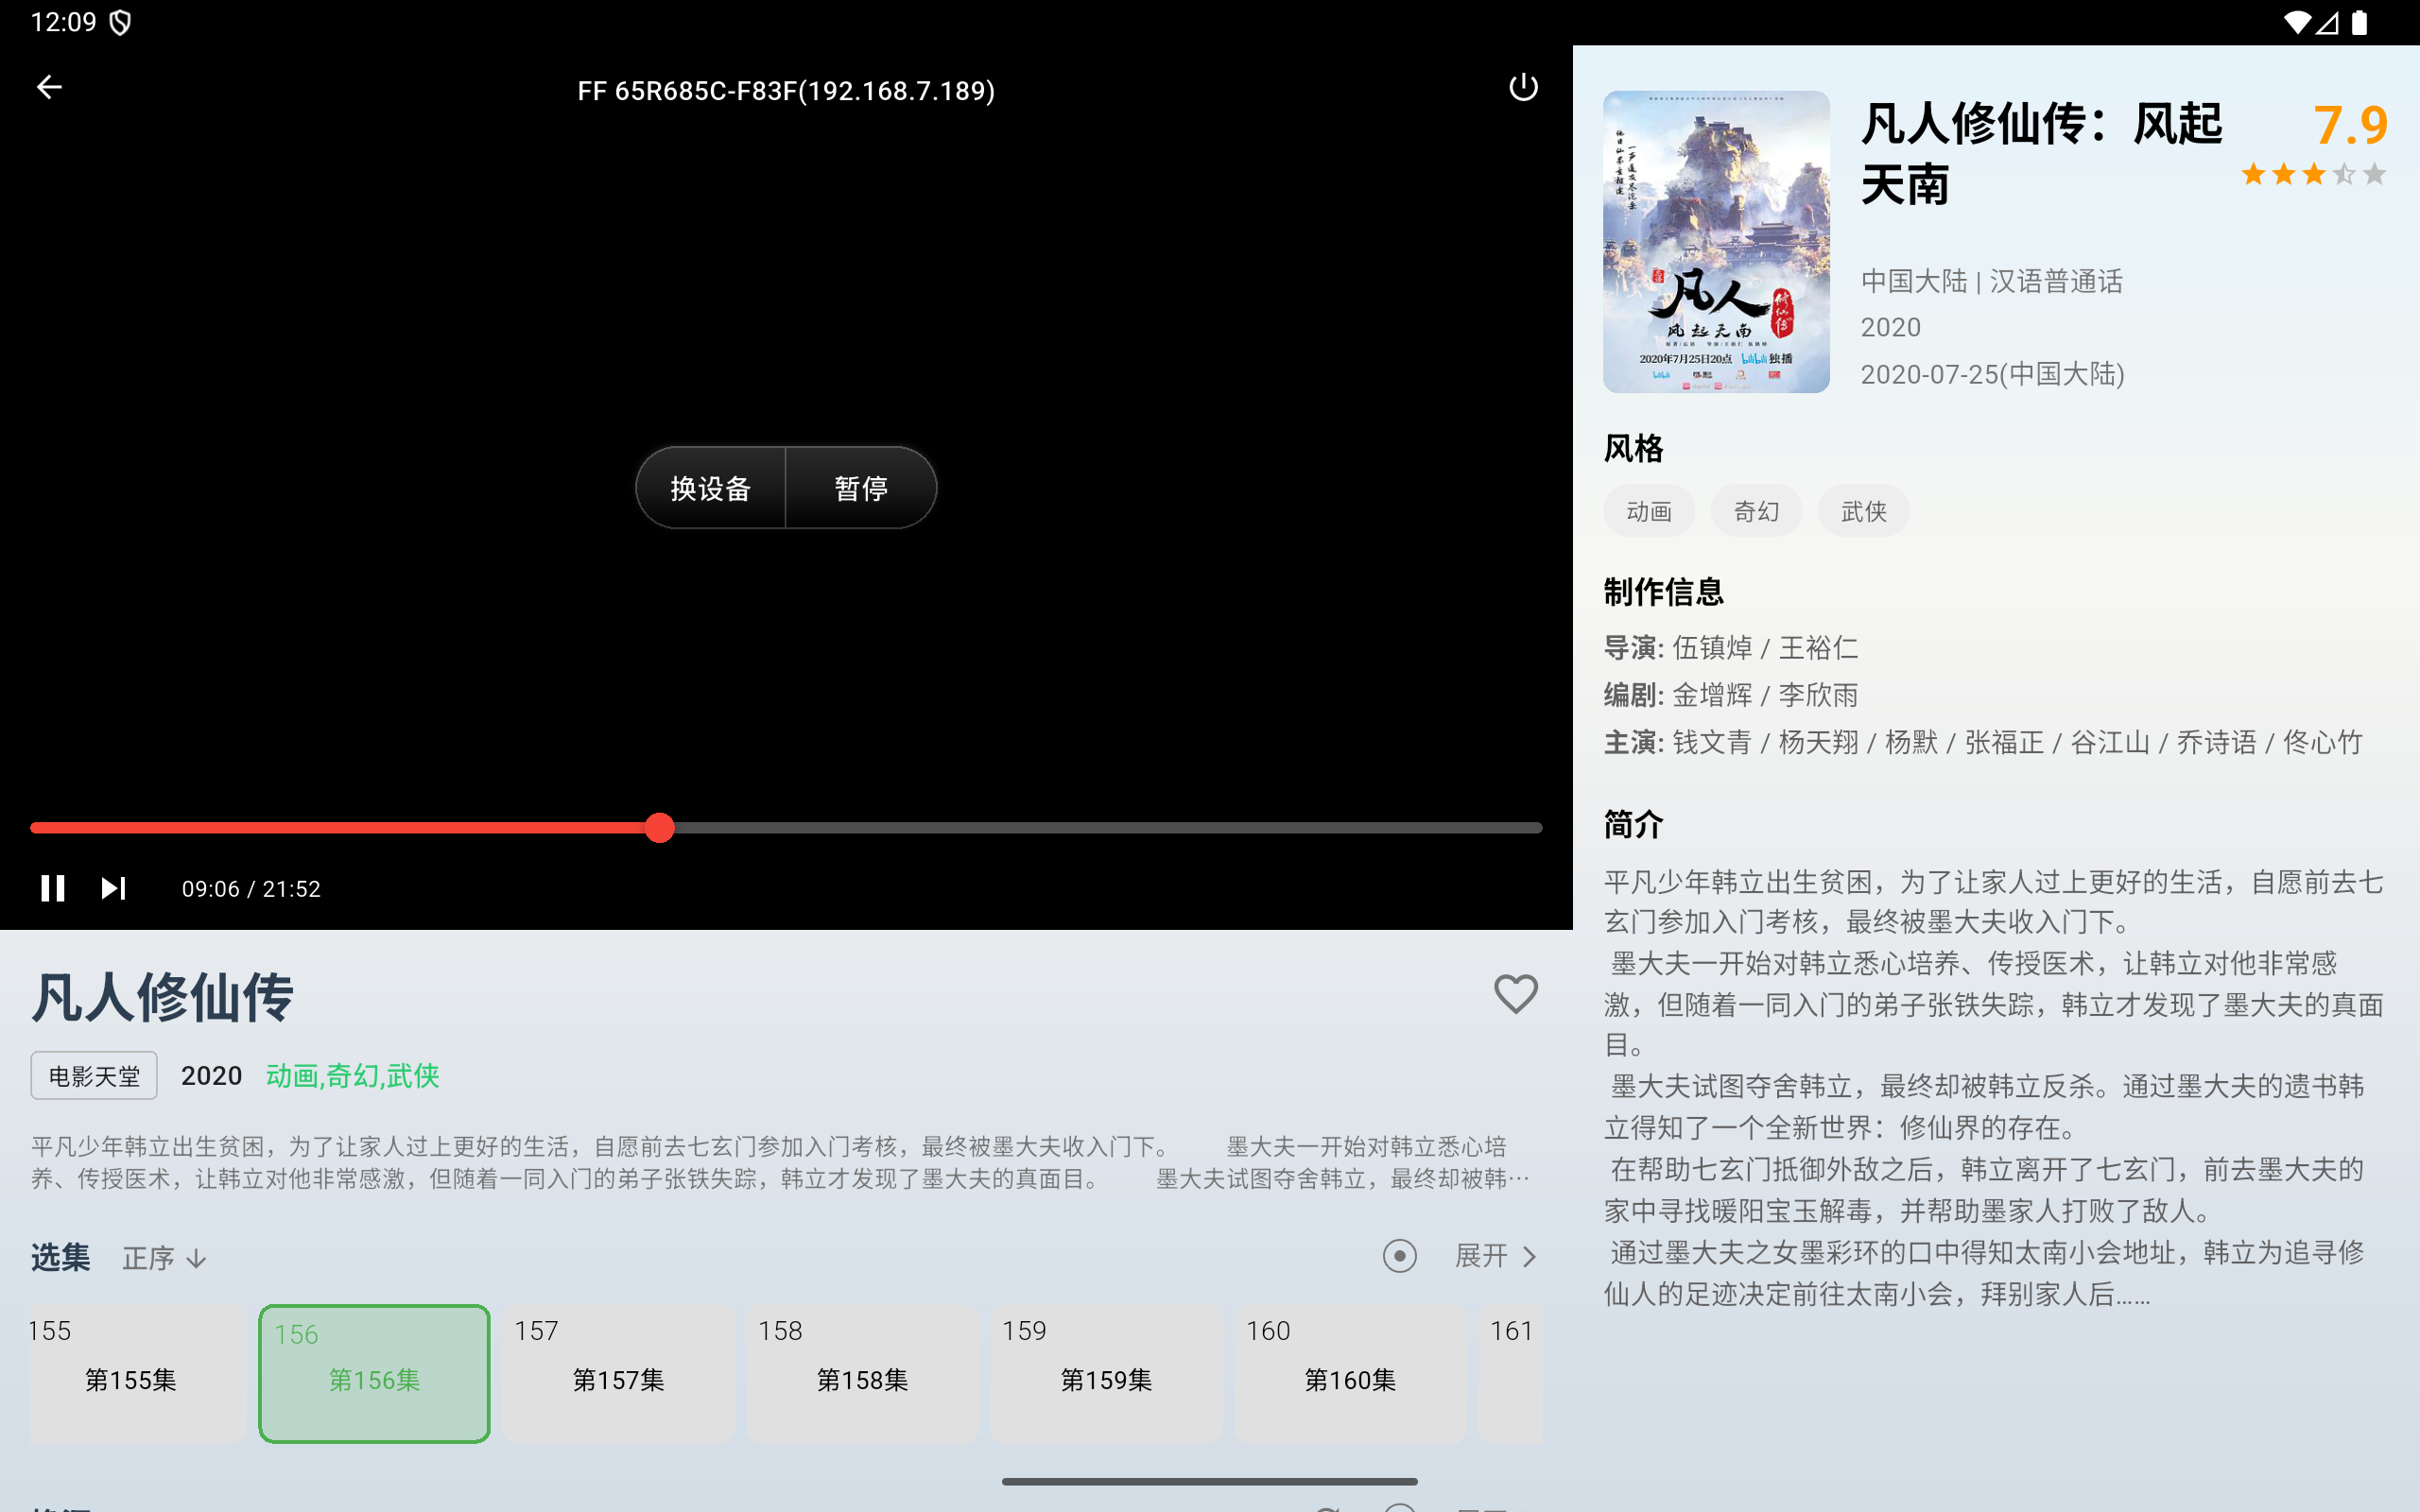 12:09
FF 65R685C-F83F(192.168.7.189)
换设备
暂停
09:06 / 21:52
凡人修仙传
电影天堂
2020
动画,奇幻,武侠
平凡少年韩立出生贫困，为了让家人过上更好的生活，自愿前去七玄门参加入门考核，最终被墨大夫收入门下。 墨大夫一开始对韩立悉心培
养、传授医术，让韩立对他非常感激，但随着一同入门的弟子张铁失踪，韩立才发现了墨大夫的真面目。 墨大夫试图夺舍韩立，最终却被韩…
选集
正序
展开
155
第155集
156
第156集
157
第157集
158
第158集
159
第159集
160
第160集
161
凡人修仙传：风起
天南
7.9
中国大陆 | 汉语普通话
2020
2020-07-25(中国大陆)
凡人
修仙传
风起天南
2020年7月25日20点 bilibili 独播
风格
动画
奇幻
武侠
制作信息
导演: 伍镇焯 / 王裕仁
编剧: 金增辉 / 李欣雨
主演: 钱文青 / 杨天翔 / 杨默 / 张福正 / 谷江山 / 乔诗语 / 佟心竹
简介
平凡少年韩立出生贫困，为了让家人过上更好的生活，自愿前去七
玄门参加入门考核，最终被墨大夫收入门下。
墨大夫一开始对韩立悉心培养、传授医术，让韩立对他非常感
激，但随着一同入门的弟子张铁失踪，韩立才发现了墨大夫的真面
目。
墨大夫试图夺舍韩立，最终却被韩立反杀。通过墨大夫的遗书韩
立得知了一个全新世界：修仙界的存在。
在帮助七玄门抵御外敌之后，韩立离开了七玄门，前去墨大夫的
家中寻找暖阳宝玉解毒，并帮助墨家人打败了敌人。
通过墨大夫之女墨彩环的口中得知太南小会地址，韩立为追寻修
仙人的足迹决定前往太南小会，拜别家人后……